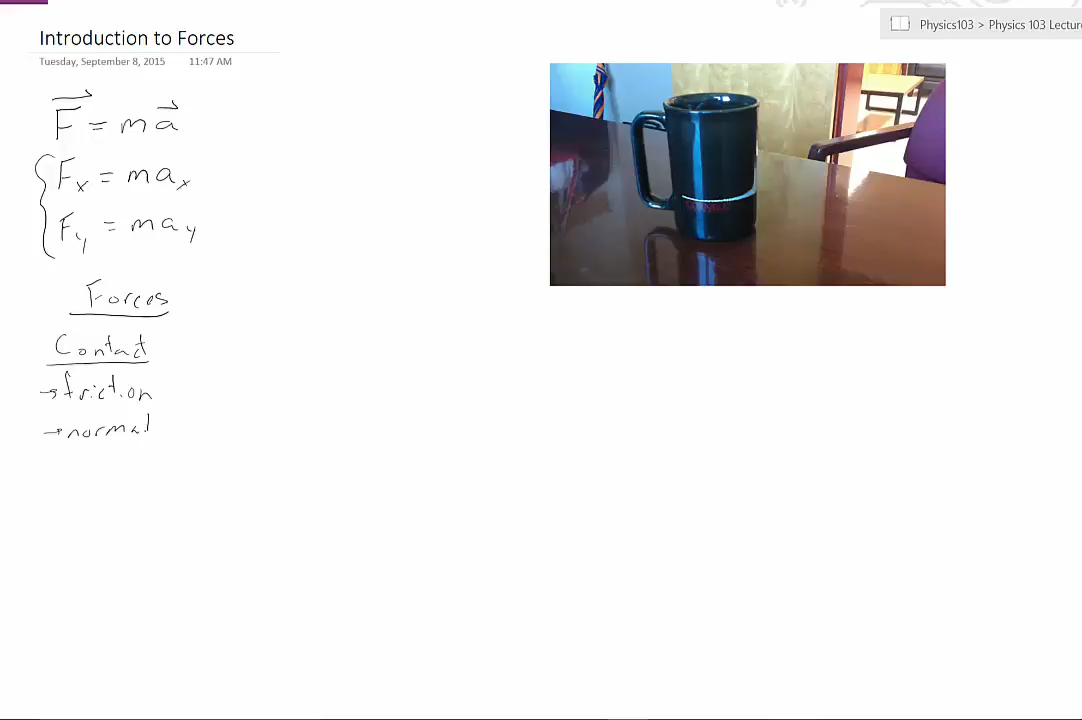 Introduction to Forces
Tuesday, September 8, 2015 11:47 AM
Physics103 > Physics 103 Lectur
F⃗ = ma⃗
Fx = max
Fy = may
Forces
Contact
→friction
→normal